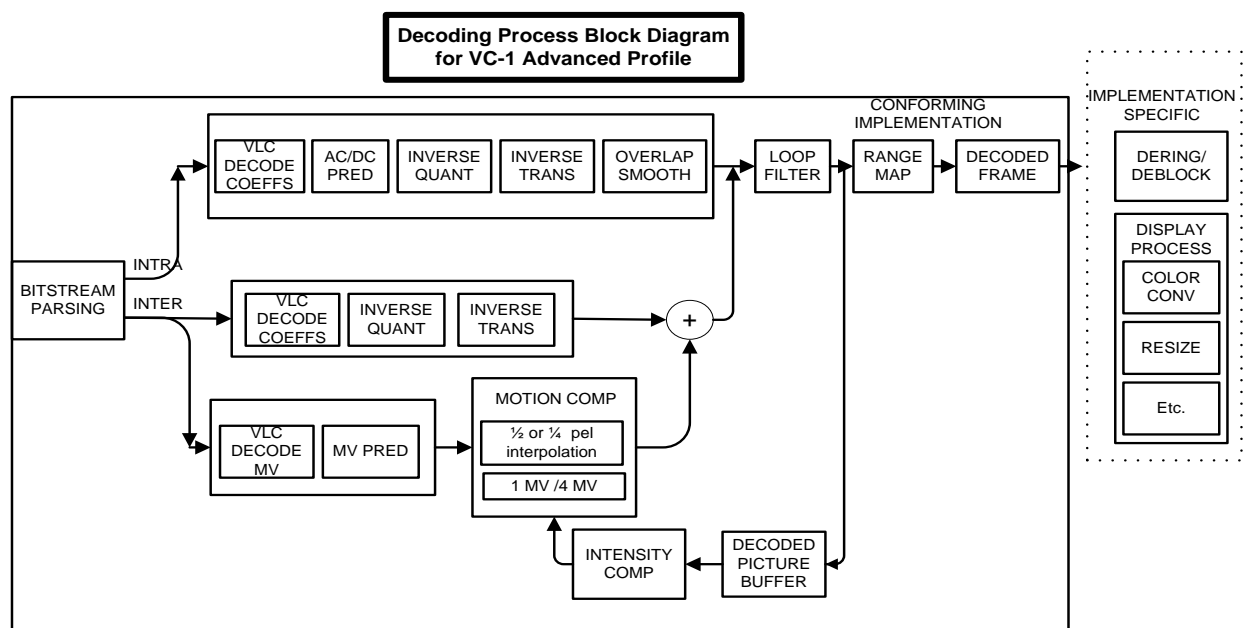 Decoding Process Block Diagram
for VC-1 Advanced Profile
CONFORMING
IMPLEMENTATION
IMPLEMENTATION
SPECIFIC
VLC
DECODE
COEFFS
AC/DC
PRED
INVERSE
QUANT
INVERSE
TRANS
OVERLAP
SMOOTH
LOOP
FILTER
RANGE
MAP
DECODED
FRAME
DERING/
DEBLOCK
DISPLAY
PROCESS
COLOR
CONV
RESIZE
Etc.
INTRA
BITSTREAM
PARSING
INTER
VLC
DECODE
COEFFS
INVERSE
QUANT
INVERSE
TRANS
+
VLC
DECODE
MV
MV PRED
MOTION COMP
½ or ¼ pel
interpolation
1 MV /4 MV
INTENSITY
COMP
DECODED
PICTURE
BUFFER